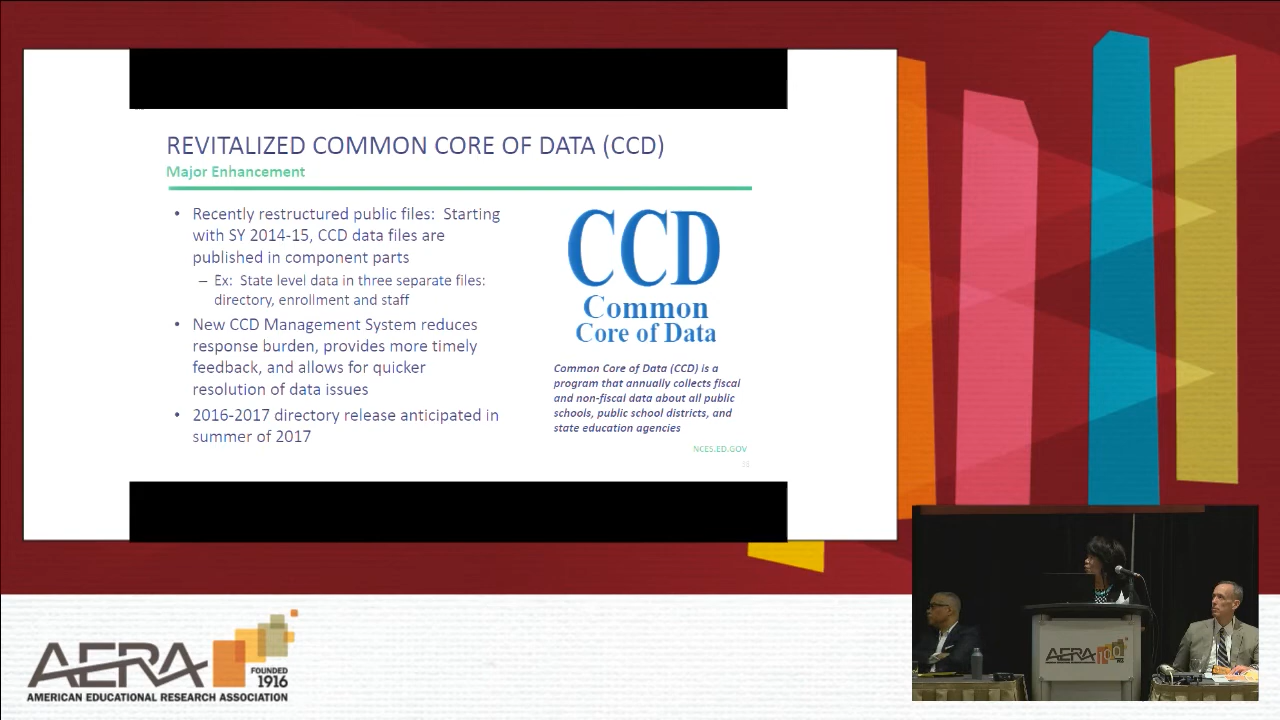 REVITALIZED COMMON CORE OF DATA (CCD)
Major Enhancement
• Recently restructured public files: Starting
with SY 2014-15, CCD data files are
published in component parts
– Ex: State level data in three separate files:
directory, enrollment and staff
• New CCD Management System reduces
response burden, provides more timely
feedback, and allows for quicker
resolution of data issues
• 2016-2017 directory release anticipated in
summer of 2017
CCD
Common
Core of Data
Common Core of Data (CCD) is a
program that annually collects fiscal
and non-fiscal data about all public
schools, public school districts, and
state education agencies
NCES.ED.GOV
AERA
FOUNDED
1916
AMERICAN EDUCATIONAL RESEARCH ASSOCIATION
AERA